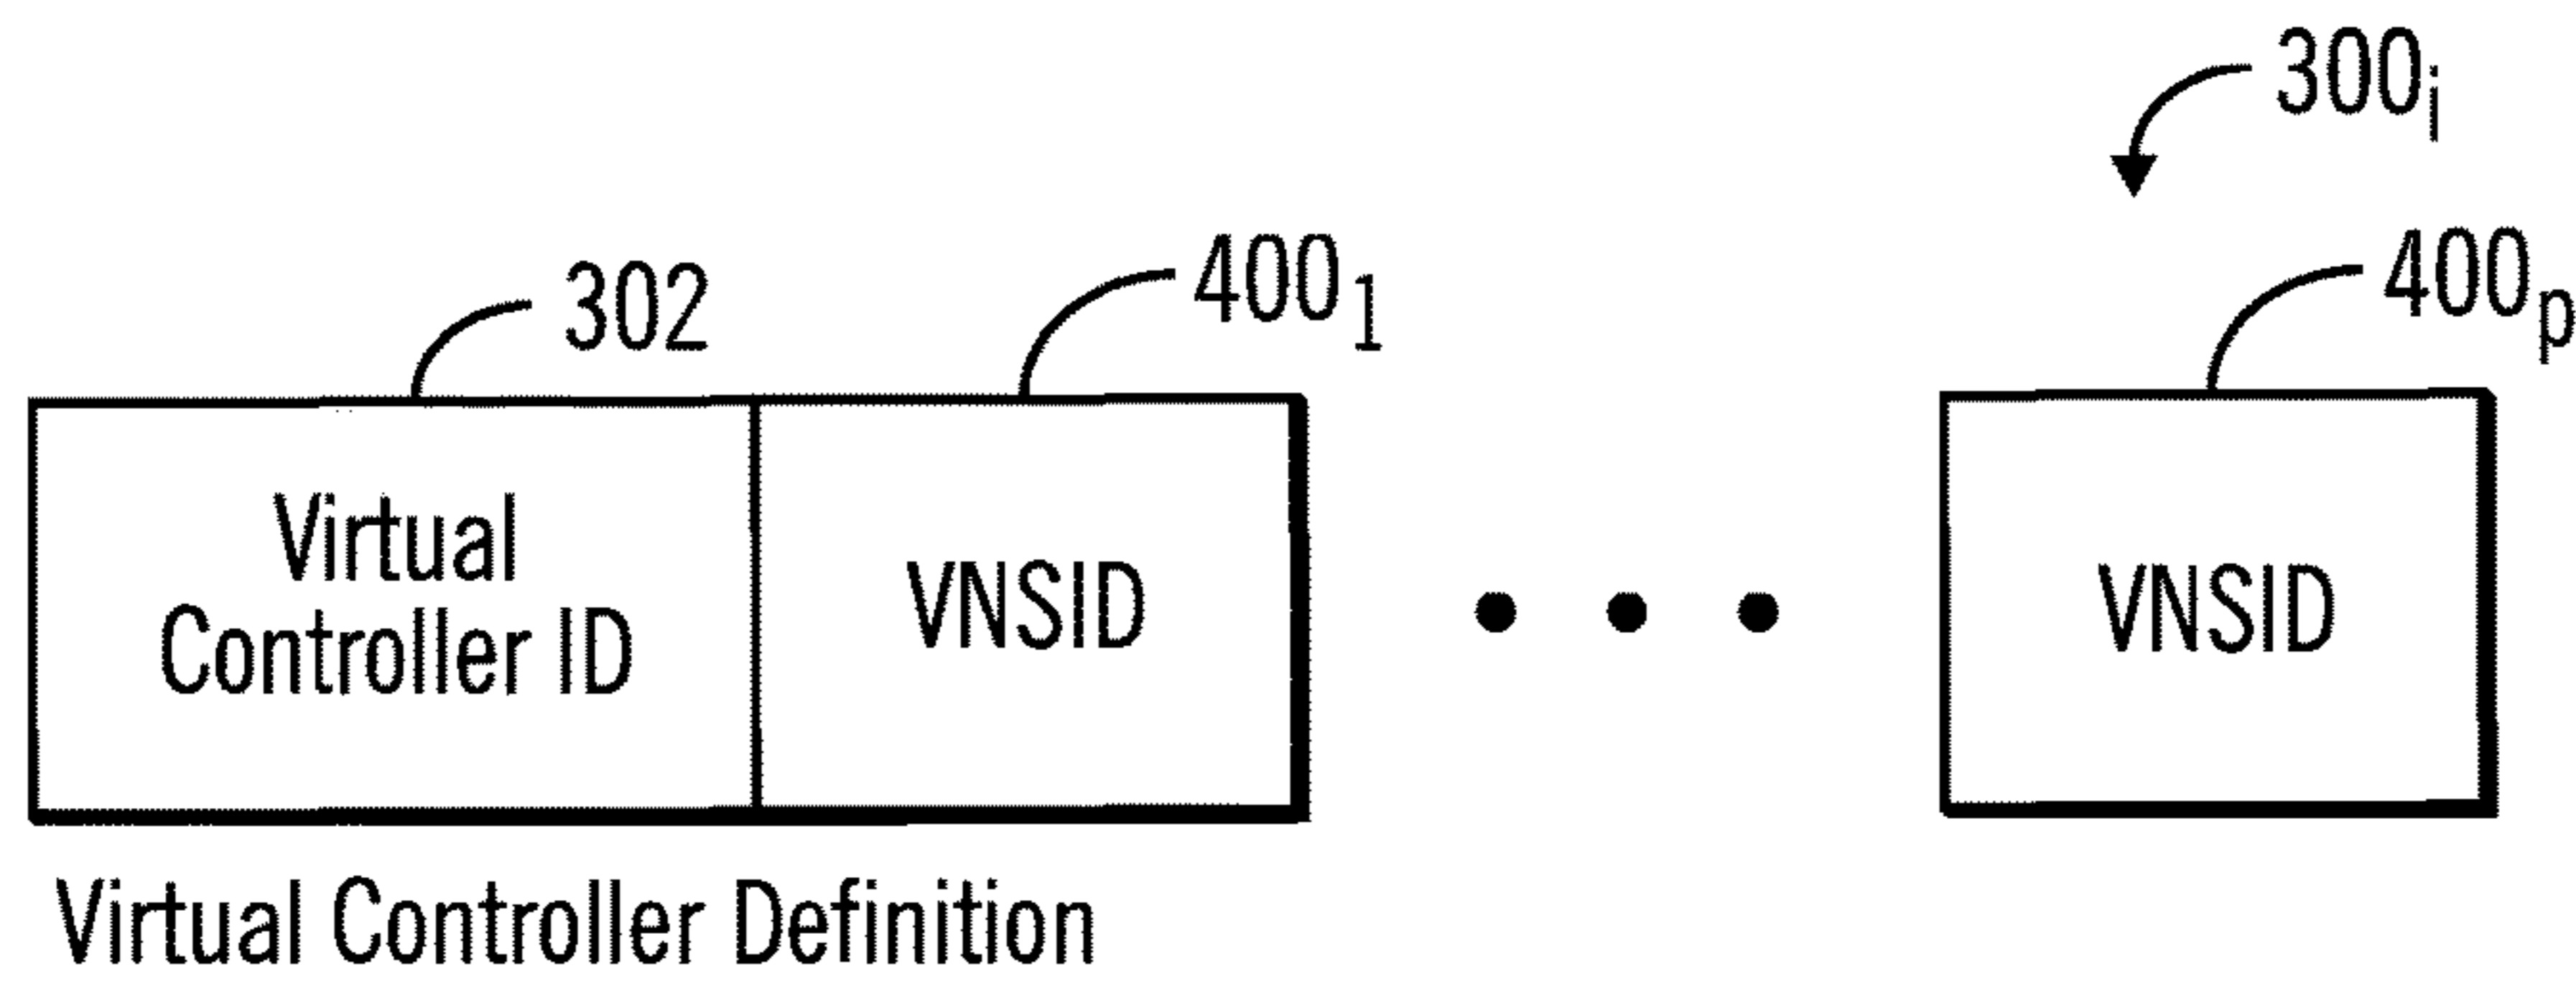 300i
302
4001
400p
Virtual
Controller ID
VNSID
VNSID
Virtual Controller Definition